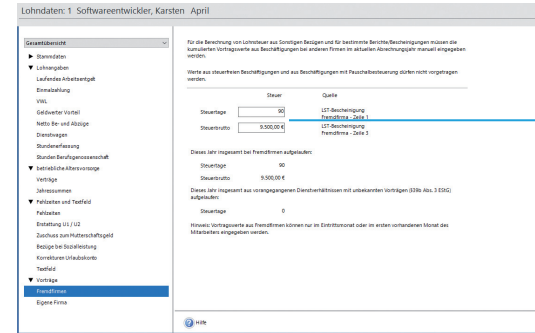 Lohndaten: 1 Softwareentwickler, Karsten April
Gesamtübersicht
Stammdaten
Lohnangaben
Laufendes Arbeitsentgelt
Einmalzahlung
VWL
Geldwerter Vorteil
Netto Be- und Abzüge
Dienstwagen
Stundenerfassung
Stunden Berufsgenossenschaft
betriebliche Altersvorsorge
Verträge
Jahressummen
Fehlzeiten und Textfeld
Fehlzeiten
Erstattung U1 / U2
Zuschuss zum Mutterschaftsgeld
Bezüge bei Sozialleistung
Korrekturen Urlaubskonto
Textfeld
Vorträge
Fremdfirmen
Eigene Firma
Für die Berechnung von Lohnsteuer aus Sonstigen Bezügen und für bestimmte Berichte/Bescheinigungen müssen die
kumulierten Vortragswerte aus Beschäftigungen bei anderen Firmen im aktuellen Abrechnungsjahr manuell eingegeben
werden.
Werte aus steuerfreien Beschäftigungen und aus Beschäftigungen mit Pauschalbesteuerung dürfen nicht vorgetragen
werden.
Steuer Quelle
Steuertage 90 LST-Bescheinigung
Fremdfirma - Zeile 1
Steuerbrutto 9.500,00 € LST-Bescheinigung
Fremdfirma - Zeile 3
Dieses Jahr insgesamt bei Fremdfirmen aufgelaufen:
Steuertage 90
Steuerbrutto 9.500,00 €
Dieses Jahr insgesamt aus vorangegangenen Dienstverhältnissen mit unbekannten Vorträgen (§39b Abs. 3 EStG)
aufgelaufen:
Steuertage 0
Hinweis: Vortragswerte aus Fremdfirmen können nur im Eintrittsmonat oder im ersten vorhandenen Monat des
Mitarbeiters eingegeben werden.
Hilfe